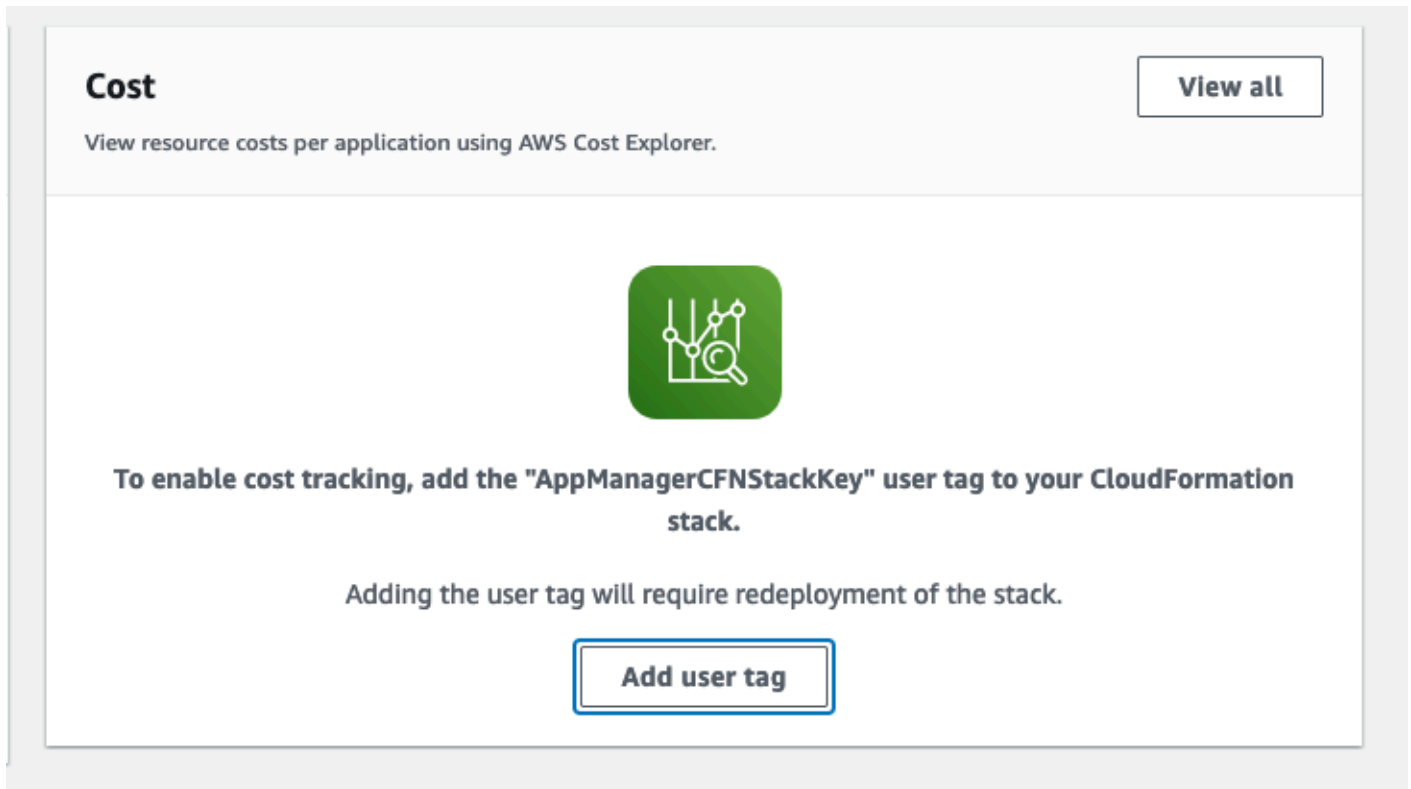 Cost
View all
View resource costs per application using AWS Cost Explorer.
To enable cost tracking, add the "AppManagerCFNStackKey" user tag to your CloudFormation
stack.
Adding the user tag will require redeployment of the stack.
Add user tag